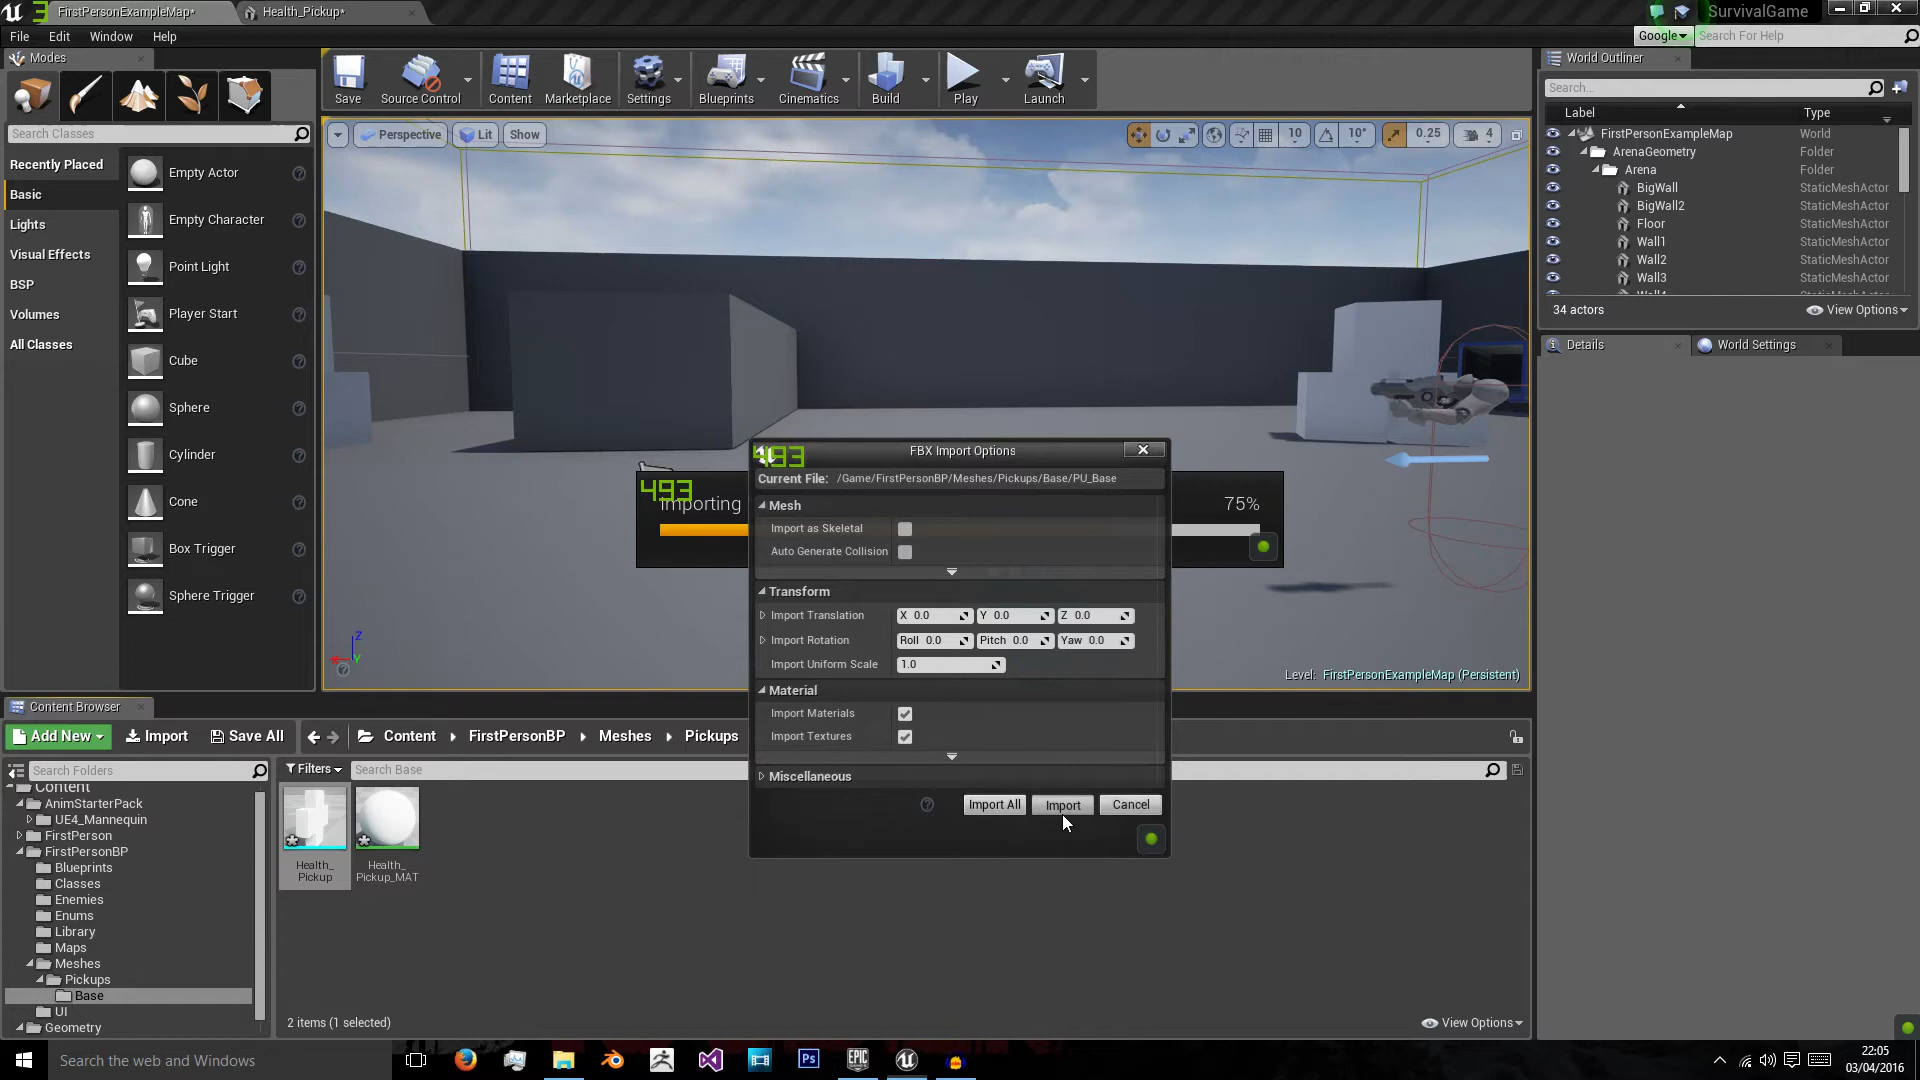 FirstPersonExampleMap*
Health_Pickup*
SurvivalGame
File
Edit
Window
Help
Google
Search For Help
Modes
Save
Source Control
Content
Marketplace
Settings
Blueprints
Cinematics
Build
Play
Launch
Search Classes
Perspective
Lit
Show
10
10°
0.25
4
Recently Placed
Basic
Lights
Visual Effects
BSP
Volumes
All Classes
Empty Actor
Empty Character
Point Light
Player Start
Cube
Sphere
Cylinder
Cone
Box Trigger
Sphere Trigger
World Outliner
Search...
Label
Type
FirstPersonExampleMap World
ArenaGeometry Folder
Arena Folder
BigWall StaticMeshActor
BigWall2 StaticMeshActor
Floor StaticMeshActor
Wall1 StaticMeshActor
Wall2 StaticMeshActor
Wall3 StaticMeshActor
Wall4 StaticMeshActor
34 actors
View Options
Details
World Settings
493
Importing
75%
493
FBX Import Options
Current File: /Game/FirstPersonBP/Meshes/Pickups/Base/PU_Base
Mesh
Import as Skeletal
Auto Generate Collision
Transform
Import Translation X 0.0 Y 0.0 Z 0.0
Import Rotation Roll 0.0 Pitch 0.0 Yaw 0.0
Import Uniform Scale 1.0
Material
Import Materials
Import Textures
Miscellaneous
Import All
Import
Cancel
Z
X
Y
Level: FirstPersonExampleMap (Persistent)
Content Browser
Add New
Import
Save All
Content
FirstPersonBP
Meshes
Pickups
Search Folders
Filters
Search Base
Content
AnimStarterPack
UE4_Mannequin
FirstPerson
FirstPersonBP
Blueprints
Classes
Enemies
Enums
Library
Maps
Meshes
Pickups
Base
UI
Geometry
Health_
Pickup
Health_
Pickup_MAT
2 items (1 selected)
View Options
Search the web and Windows
Ps
EPIC
22:05
03/04/2016